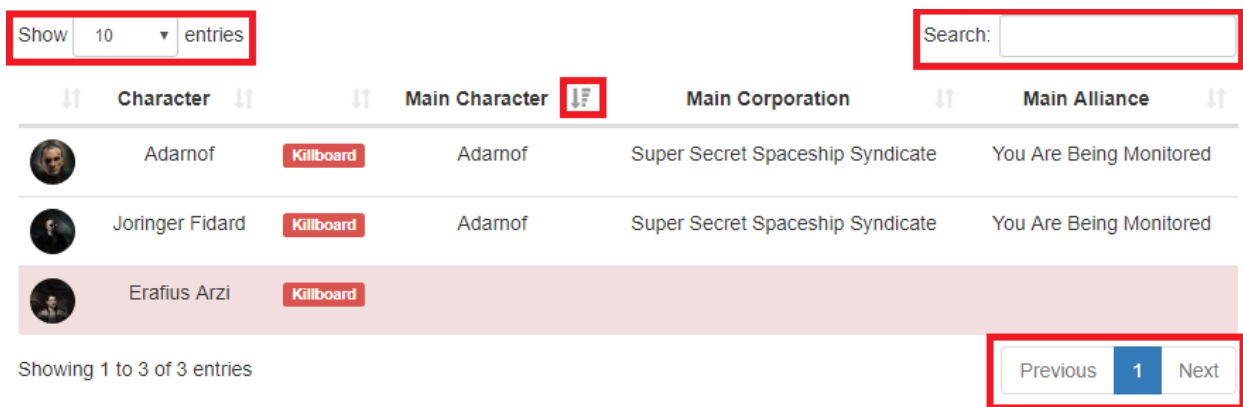 Show 10 entries Search:
Character Main Character Main Corporation Main Alliance
Adarnof Killboard Adarnof Super Secret Spaceship Syndicate You Are Being Monitored
Joringer Fidard Killboard Adarnof Super Secret Spaceship Syndicate You Are Being Monitored
Erafius Arzi Killboard
Showing 1 to 3 of 3 entries Previous 1 Next